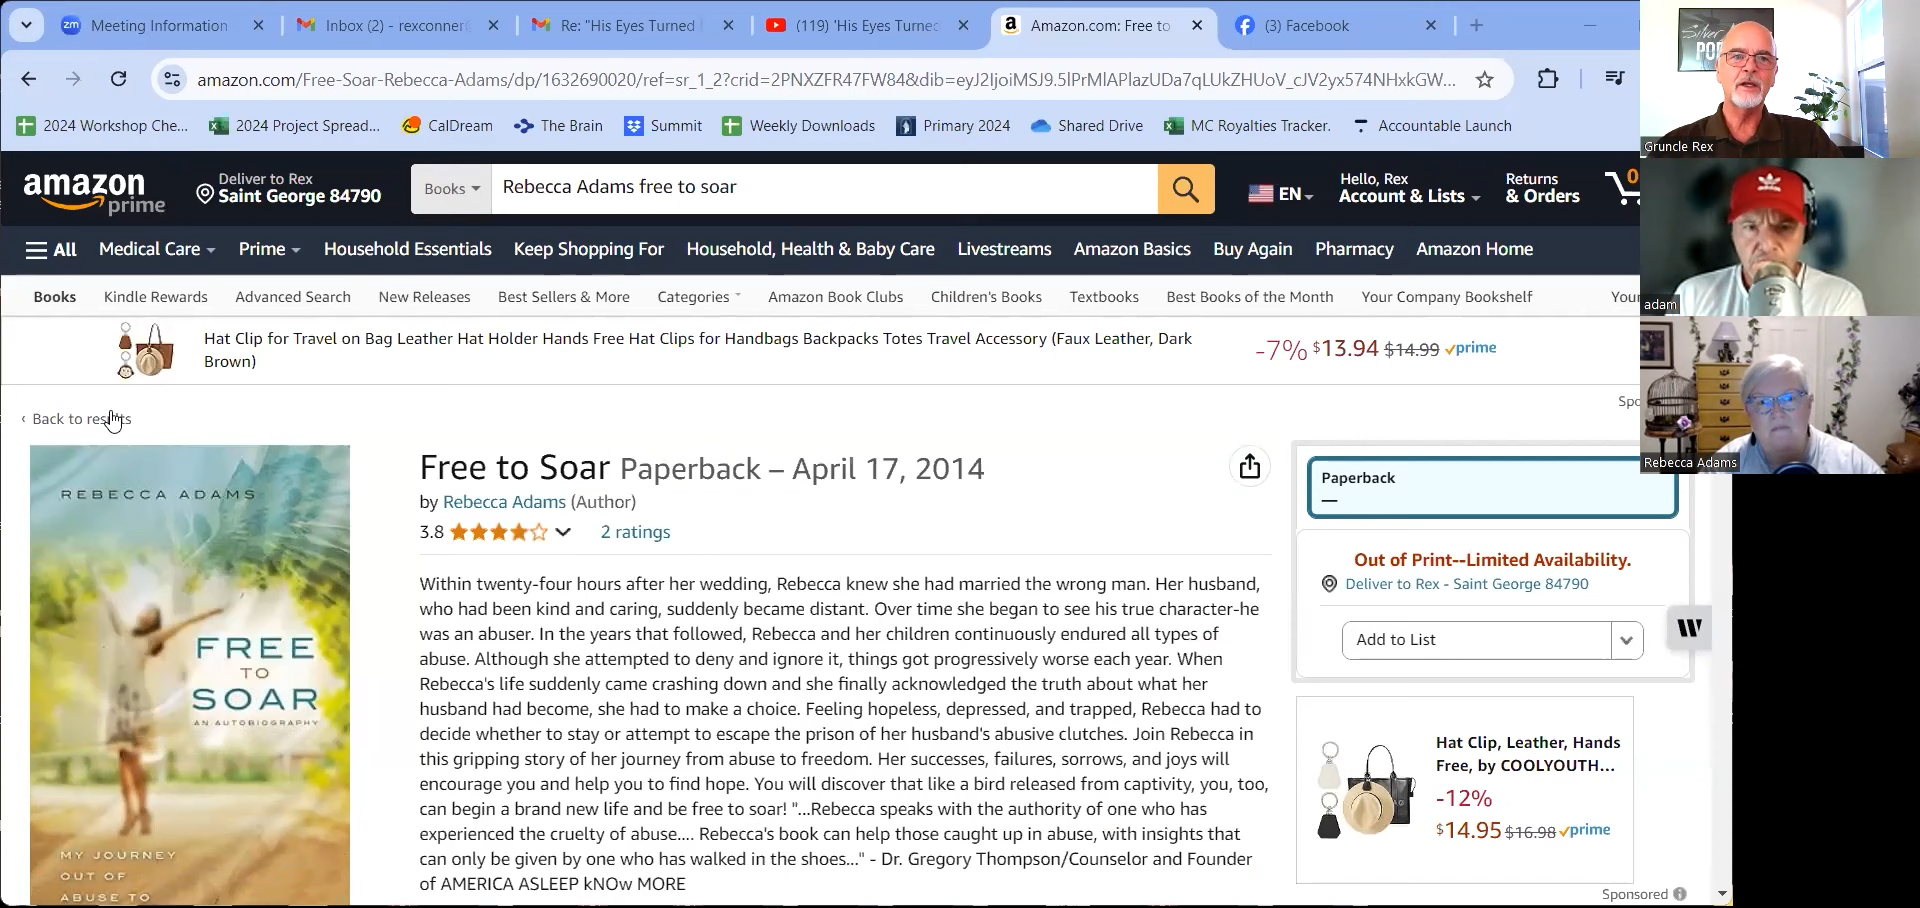 Meeting Information
Inbox (2) - rexconner
Re: "His Eyes Turned
(119) 'His Eyes Turned
Amazon.com: Free to
(3) Facebook
amazon.com/Free-Soar-Rebecca-Adams/dp/1632690020/ref=sr_1_2?crid=2PNXZFR47FW84&dib=eyJ2IjoiMSJ9.5lPrMlAPlazUDa7qLUkZHUoV_cJV2yx574NHxkGW...
2024 Workshop Che...
2024 Project Spread...
CalDream
The Brain
Summit
Weekly Downloads
Primary 2024
Shared Drive
MC Royalties Tracker.
Accountable Launch
Gruncle Rex
adam
Rebecca Adams
amazon
prime
Deliver to Rex
Saint George 84790
Books
Rebecca Adams free to soar
EN
Hello, Rex
Account & Lists
Returns
& Orders
0
All
Medical Care
Prime
Household Essentials
Keep Shopping For
Household, Health & Baby Care
Livestreams
Amazon Basics
Buy Again
Pharmacy
Amazon Home
Books
Kindle Rewards
Advanced Search
New Releases
Best Sellers & More
Categories
Amazon Book Clubs
Children's Books
Textbooks
Best Books of the Month
Your Company Bookshelf
Hat Clip for Travel on Bag Leather Hat Holder Hands Free Hat Clips for Handbags Backpacks Totes Travel Accessory (Faux Leather, Dark
Brown)
-7% $13.94 $14.99 prime
‹ Back to results
REBECCA ADAMS
FREE
TO
SOAR
AN AUTOBIOGRAPHY
MY JOURNEY
OUT OF
ABUSE TO
Free to Soar Paperback – April 17, 2014
by Rebecca Adams (Author)
3.8
2 ratings
Within twenty-four hours after her wedding, Rebecca knew she had married the wrong man. Her husband,
who had been kind and caring, suddenly became distant. Over time she began to see his true character-he
was an abuser. In the years that followed, Rebecca and her children continuously endured all types of
abuse. Although she attempted to deny and ignore it, things got progressively worse each year. When
Rebecca's life suddenly came crashing down and she finally acknowledged the truth about what her
husband had become, she had to make a choice. Feeling hopeless, depressed, and trapped, Rebecca had to
decide whether to stay or attempt to escape the prison of her husband's abusive clutches. Join Rebecca in
this gripping story of her journey from abuse to freedom. Her successes, failures, sorrows, and joys will
encourage you and help you to find hope. You will discover that like a bird released from captivity, you, too,
can begin a brand new life and be free to soar! "...Rebecca speaks with the authority of one who has
experienced the cruelty of abuse.... Rebecca's book can help those caught up in abuse, with insights that
can only be given by one who has walked in the shoes..." - Dr. Gregory Thompson/Counselor and Founder
of AMERICA ASLEEP kNOw MORE
Paperback
—
Out of Print--Limited Availability.
Deliver to Rex - Saint George 84790
Add to List
W
Hat Clip, Leather, Hands
Free, by COOLYOUTH...
-12%
$14.95 $16.98 prime
Sponsored